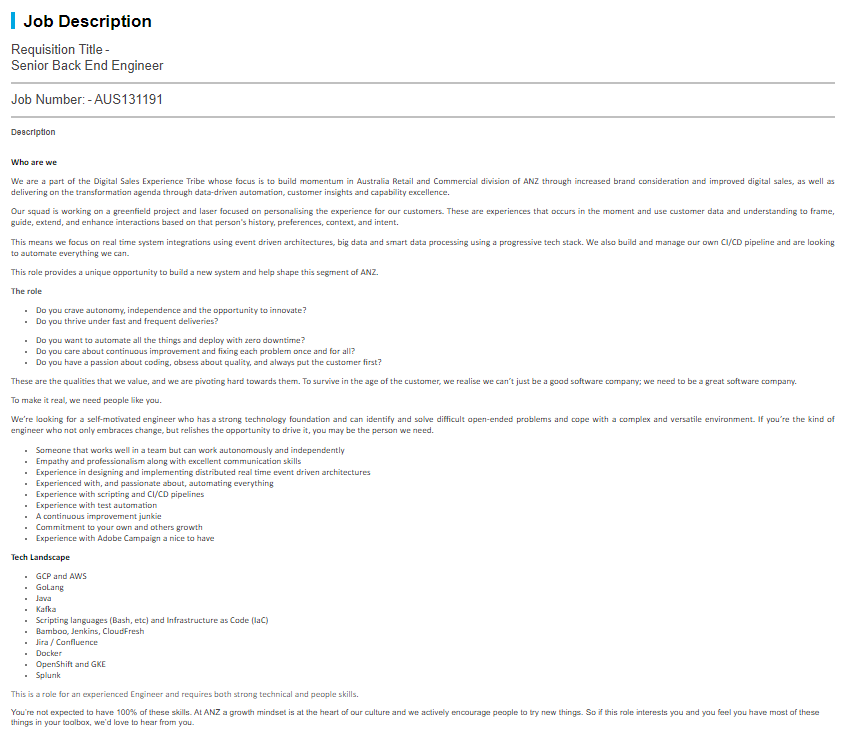 Job Description
Requisition Title -
Senior Back End Engineer
Job Number: - AUS131191
Description
Who are we
We are a part of the Digital Sales Experience Tribe whose focus is to build momentum in Australia Retail and Commercial division of ANZ through increased brand consideration and improved digital sales, as well as
delivering on the transformation agenda through data-driven automation, customer insights and capability excellence.
Our squad is working on a greenfield project and laser focused on personalising the experience for our customers. These are experiences that occurs in the moment and use customer data and understanding to frame,
guide, extend, and enhance interactions based on that person's history, preferences, context, and intent.
This means we focus on real time system integrations using event driven architectures, big data and smart data processing using a progressive tech stack. We also build and manage our own CI/CD pipeline and are looking
to automate everything we can.
This role provides a unique opportunity to build a new system and help shape this segment of ANZ.
The role
• Do you crave autonomy, independence and the opportunity to innovate?
• Do you thrive under fast and frequent deliveries?
• Do you want to automate all the things and deploy with zero downtime?
• Do you care about continuous improvement and fixing each problem once and for all?
• Do you have a passion about coding, obsess about quality, and always put the customer first?
These are the qualities that we value, and we are pivoting hard towards them. To survive in the age of the customer, we realise we can't just be a good software company; we need to be a great software company.
To make it real, we need people like you.
We're looking for a self-motivated engineer who has a strong technology foundation and can identify and solve difficult open-ended problems and cope with a complex and versatile environment. If you're the kind of
engineer who not only embraces change, but relishes the opportunity to drive it, you may be the person we need.
• Someone that works well in a team but can work autonomously and independently
• Empathy and professionalism along with excellent communication skills
• Experience in designing and implementing distributed real time event driven architectures
• Experienced with, and passionate about, automating everything
• Experience with scripting and CI/CD pipelines
• Experience with test automation
• A continuous improvement junkie
• Commitment to your own and others growth
• Experience with Adobe Campaign a nice to have
Tech Landscape
• GCP and AWS
• GoLang
• Java
• Kafka
• Scripting languages (Bash, etc) and Infrastructure as Code (IaC)
• Bamboo, Jenkins, CloudFresh
• Jira / Confluence
• Docker
• OpenShift and GKE
• Splunk
This is a role for an experienced Engineer and requires both strong technical and people skills.
You're not expected to have 100% of these skills. At ANZ a growth mindset is at the heart of our culture and we actively encourage people to try new things. So if this role interests you and you feel you have most of these
things in your toolbox, we'd love to hear from you.